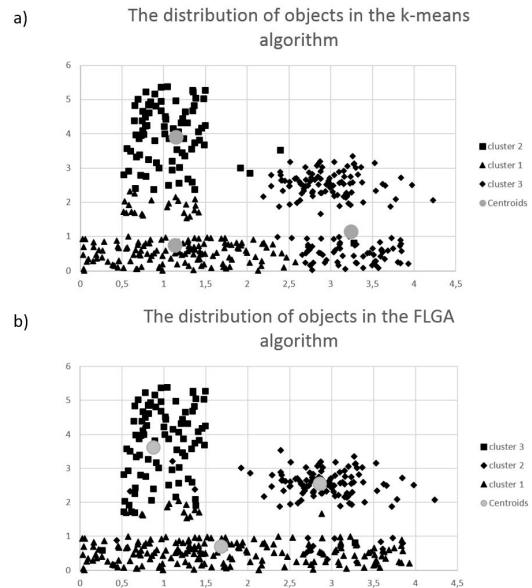 a)
The distribution of objects in the k-means
algorithm
6
5
4
3
2
1
0
0 0,5 1 1,5 2 2,5 3 3,5 4 4,5
cluster 2
cluster 1
cluster 3
Centroids
b)
The distribution of objects in the FLGA
algorithm
6
5
4
3
2
1
0
0 0,5 1 1,5 2 2,5 3 3,5 4 4,5
cluster 3
cluster 2
cluster 1
Centroids